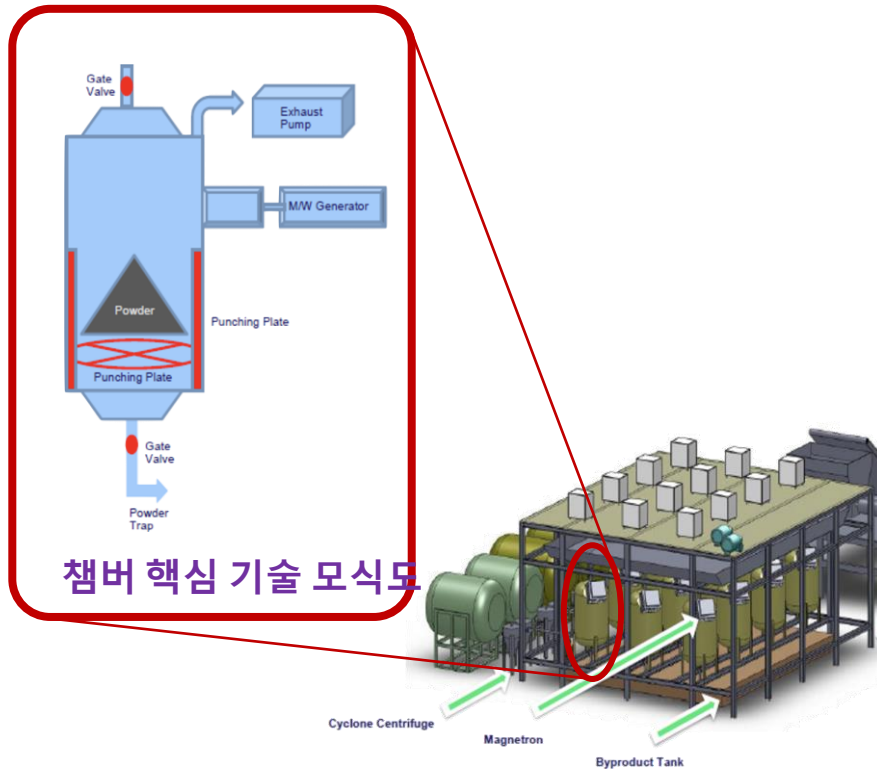 Gate
Valve
Exhaust
Pump
M/W Generator
Powder
Punching Plate
Punching Plate
Gate
Valve
Powder
Trap
챔버 핵심 기술 모식도
Cyclone Centrifuge
Magnetron
Byproduct Tank